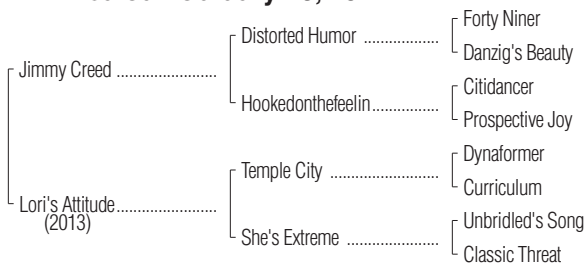 Forty Niner
Distorted Humor ..................
Danzig's Beauty
Jimmy Creed ........................
Citidancer
Hookedonthefeelin................
Prospective Joy
Dynaformer
Temple City ..........................
Curriculum
Lori's Attitude........................
(2013)
Unbridled's Song
She's Extreme ......................
Classic Threat